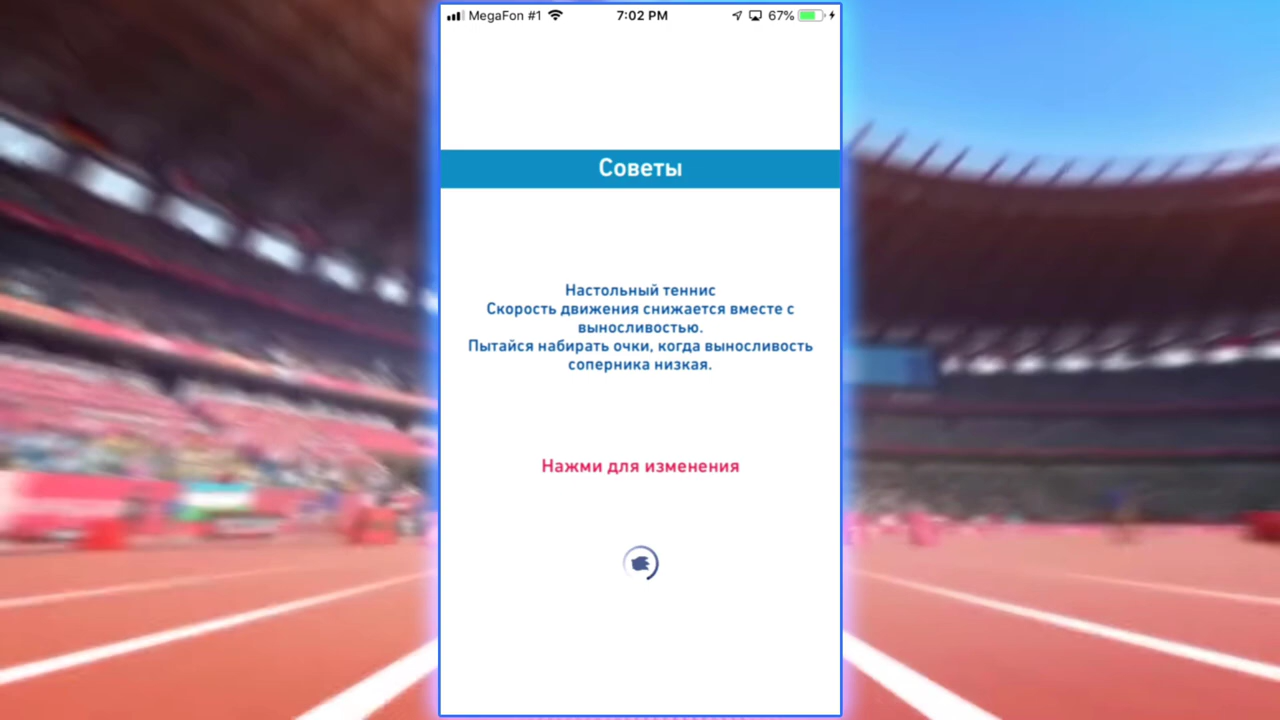 MegaFon #1 7:02 PM 67%
Советы
Настольный теннис
Скорость движения снижается вместе с
выносливостью.
Пытайся набирать очки, когда выносливость
соперника низкая.
Нажми для изменения